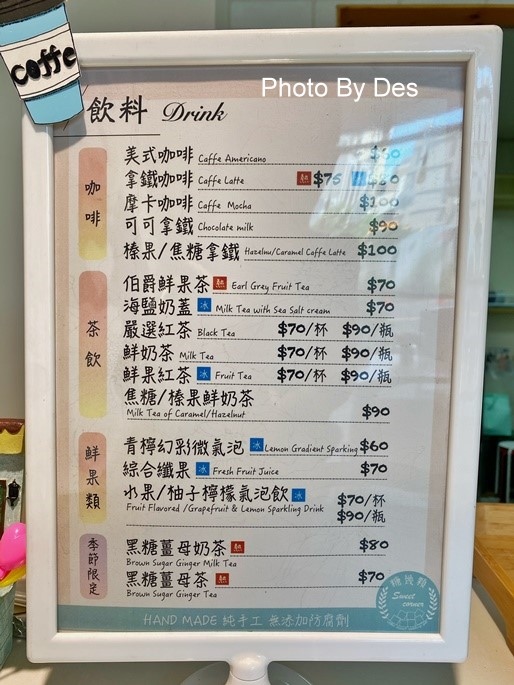 coffe
Photo By Des
飲料 Drink
咖啡
美式咖啡 Caffe Americano $60
拿鐵咖啡 Caffe Latte 熱 $75 冰 $80
摩卡咖啡 Caffe Mocha $100
可可拿鐵 Chocolate milk $90
榛果/焦糖拿鐵 Hazelnu/Caramel Caffe Latte $100
茶飲
伯爵鮮果茶 熱 Earl Grey Fruit Tea $70
海鹽奶蓋 冰 Milk Tea with Sea Salt cream $70
嚴選紅茶 Black Tea $70/杯 $90/瓶
鮮奶茶 Milk Tea $70/杯 $90/瓶
鮮果紅茶 冰 Fruit Tea $70/杯 $90/瓶
焦糖/榛果鮮奶茶
Milk Tea of Caramel/Hazelnut $90
鮮果類
青檸幻彩微氣泡 冰 Lemon Gradient Sparking $60
綜合纖果 冰 Fresh Fruit Juice $70
水果/柚子檸檬氣泡飲 冰 $70/杯
Fruit Flavored /Grapefruit & Lemon Sparkling Drink
$90/瓶
季節限定
黑糖薑母奶茶 熱 $80
Brown Sugar Ginger Milk Tea
黑糖薑母茶 熱 $70
Brown Sugar Ginger Tea
Sweet
corner
HAND MADE 純手工 無添加防腐劑